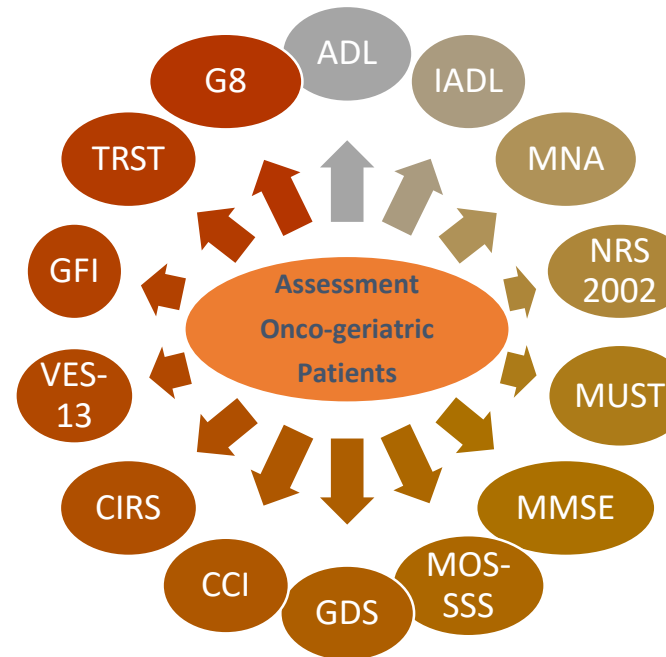 Assessment
Onco-geriatric
Patients
ADL
IADL
MNA
NRS
2002
MUST
MMSE
MOS-
SSS
GDS
CCI
CIRS
VES-
13
GFI
TRST
G8